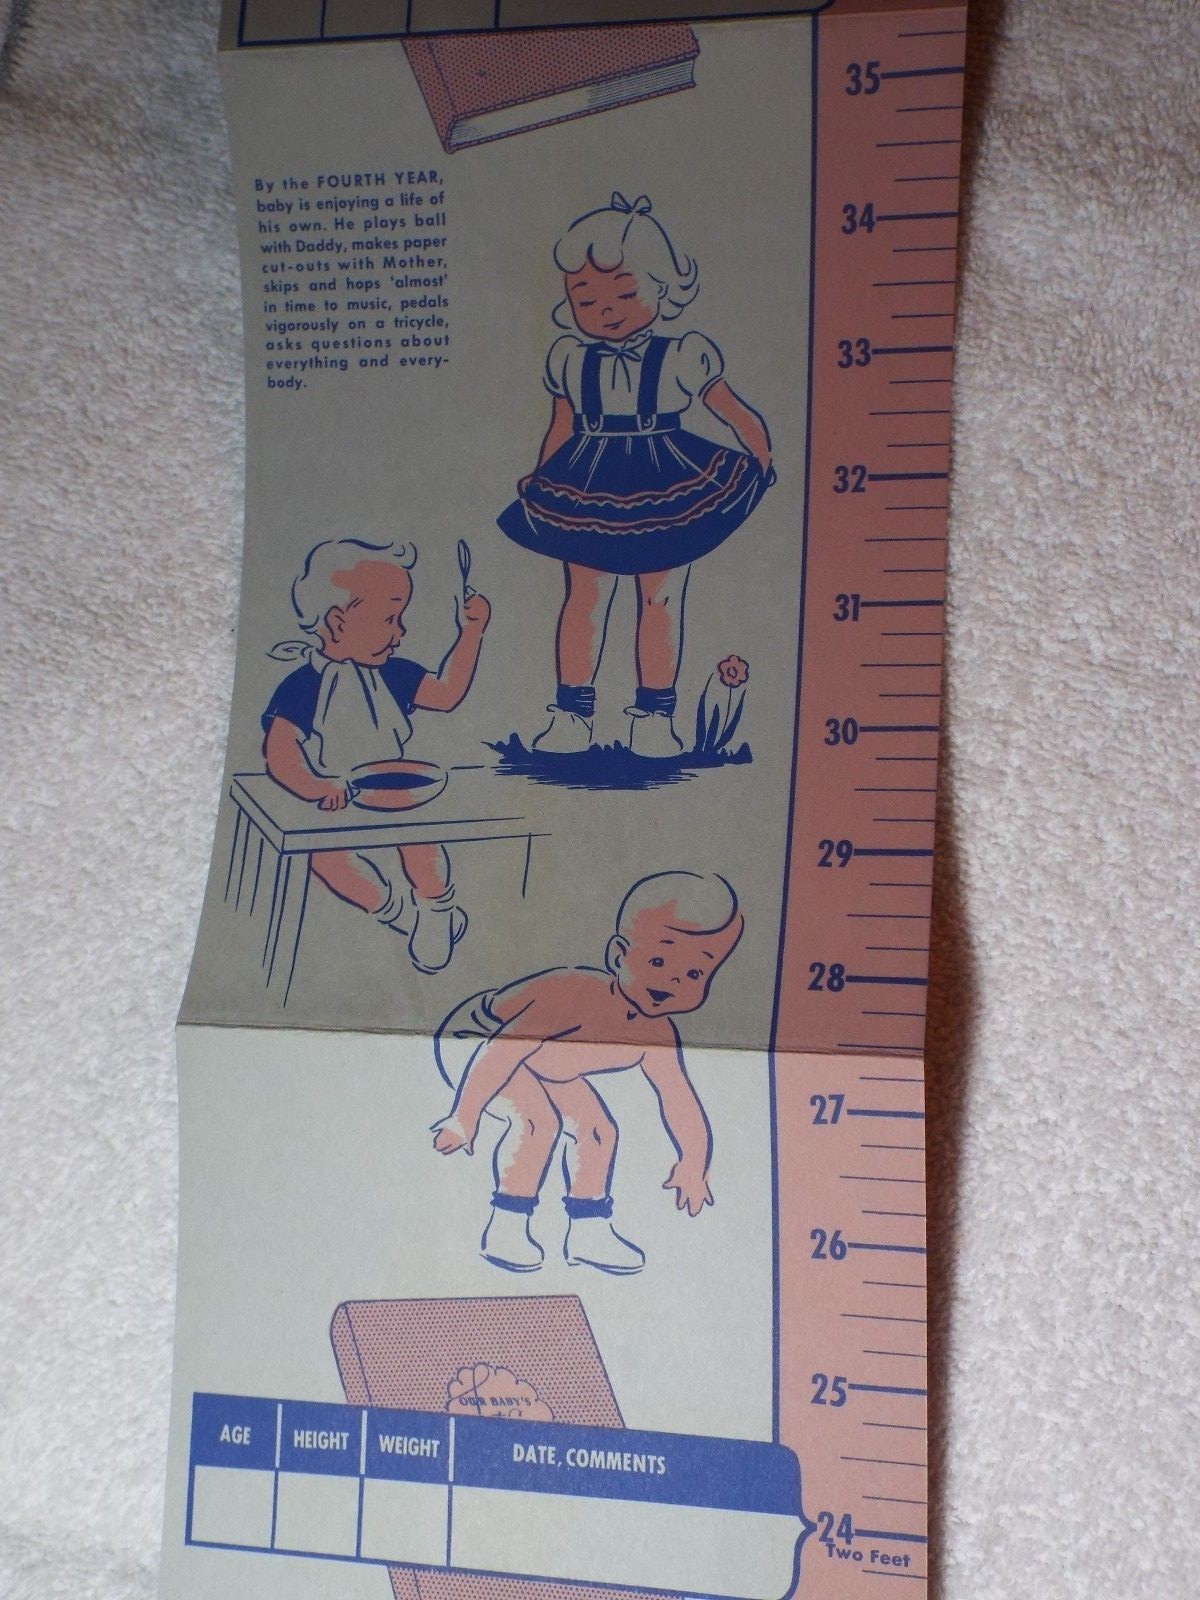 35
By the FOURTH YEAR,
baby is enjoying a life of
his own. He plays ball
with Daddy, makes paper
cut-outs with Mother,
skips and hops 'almost'
in time to music, pedals
vigorously on a tricycle,
asks questions about
everything and every-
body.
34
33
32
31
30
29
28
27
26
25
OUR BABY'S
AGE HEIGHT WEIGHT DATE, COMMENTS
24
Two Feet